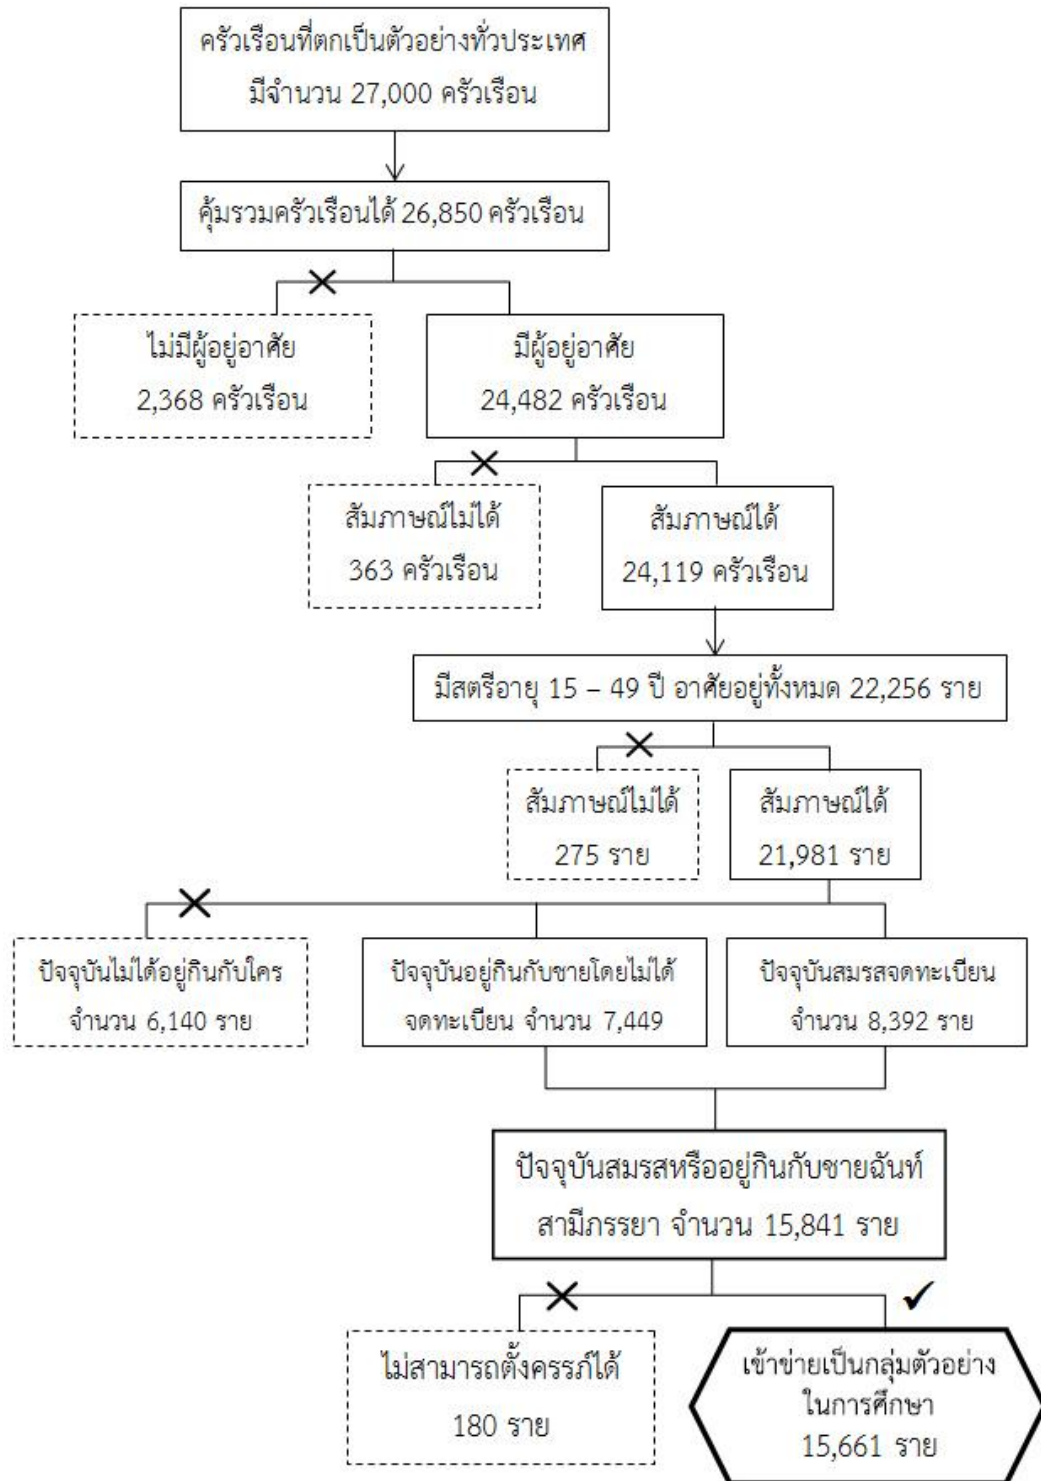 ครัวเรือนที่ตกเป็นตัวอย่างทั่วประเทศ
มีจำนวน 27,000 ครัวเรือน
คุ้มรวมครัวเรือนได้ 26,850 ครัวเรือน
ไม่มีผู้อยู่อาศัย
2,368 ครัวเรือน
มีผู้อยู่อาศัย
24,482 ครัวเรือน
สัมภาษณ์ไม่ได้
363 ครัวเรือน
สัมภาษณ์ได้
24,119 ครัวเรือน
มีสตรีอายุ 15 – 49 ปี อาศัยอยู่ทั้งหมด 22,256 ราย
สัมภาษณ์ไม่ได้
275 ราย
สัมภาษณ์ได้
21,981 ราย
ปัจจุบันไม่ได้อยู่กินกับใคร
จำนวน 6,140 ราย
ปัจจุบันอยู่กินกับชายโดยไม่ได้
จดทะเบียน จำนวน 7,449
ปัจจุบันสมรสจดทะเบียน
จำนวน 8,392 ราย
ปัจจุบันสมรสหรืออยู่กินกับชายฉันท์
สามีภรรยา จำนวน 15,841 ราย
ไม่สามารถตั้งครรภ์ได้
180 ราย
เข้าข่ายเป็นกลุ่มตัวอย่าง
ในการศึกษา
15,661 ราย